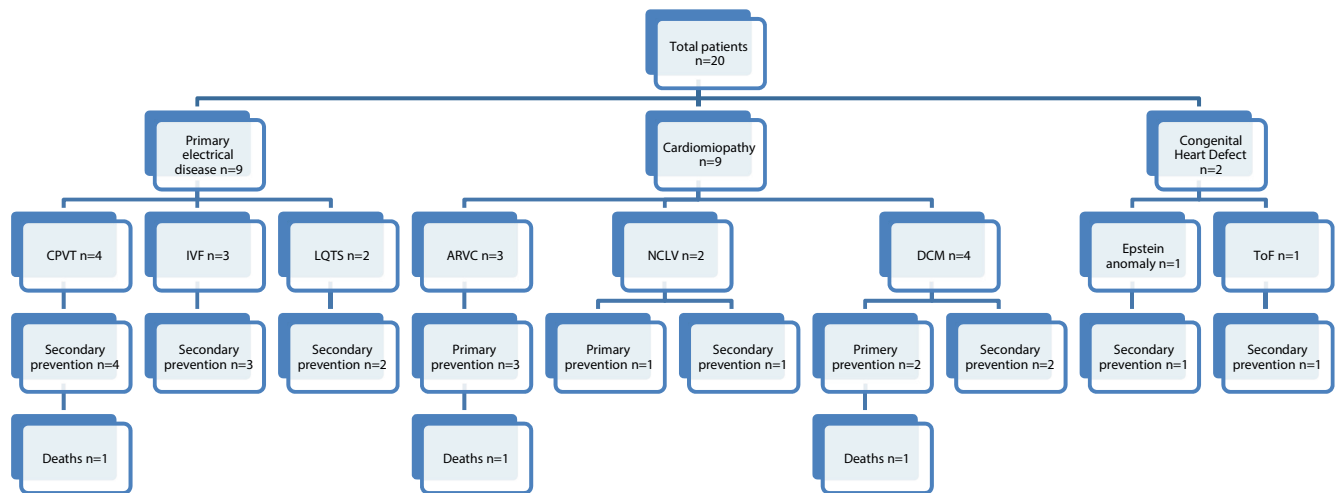 Total patients
n=20
Primary
electrical
disease n=9
Cardiomiopathy
n=9
Congenital
Heart Defect
n=2
CPVT n=4
IVF n=3
LQTS n=2
ARVC n=3
NCLV n=2
DCM n=4
Epstein
anomaly n=1
ToF n=1
Secondary
prevention n=4
Secondary
prevention n=3
Secondary
prevention n=2
Primary
prevention n=3
Primary
prevention n=1
Secondary
prevention n=1
Primery
prevention n=2
Secondary
prevention n=2
Secondary
prevention n=1
Secondary
prevention n=1
Deaths n=1
Deaths n=1
Deaths n=1